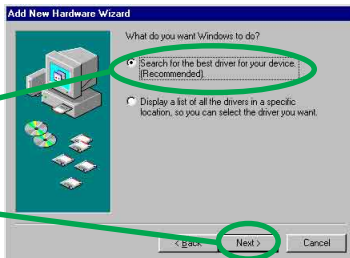 Add New Hardware Wizard
What do you want Windows to do?
Search for the best driver for your device.
(Recommended).
Display a list of all the drivers in a specific
location, so you can select the driver you want.
< Back
Next >
Cancel